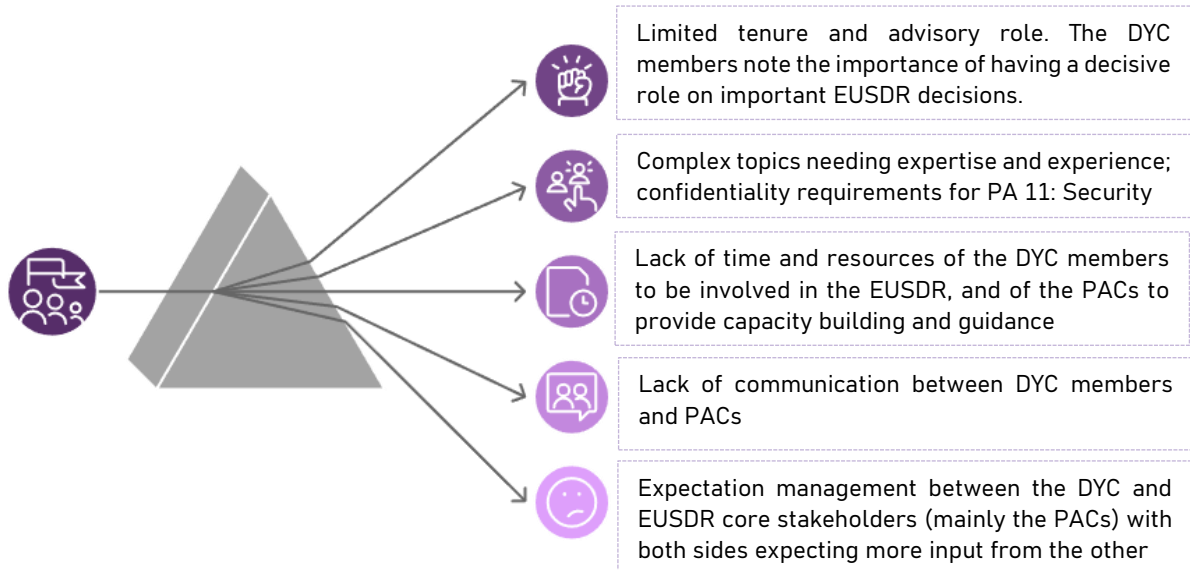 Limited tenure and advisory role. The DYC
members note the importance of having a decisive
role on important EUSDR decisions.
Complex topics needing expertise and experience;
confidentiality requirements for PA 11: Security
Lack of time and resources of the DYC members
to be involved in the EUSDR, and of the PACs to
provide capacity building and guidance
Lack of communication between DYC members
and PACs
Expectation management between the DYC and
EUSDR core stakeholders (mainly the PACs) with
both sides expecting more input from the other